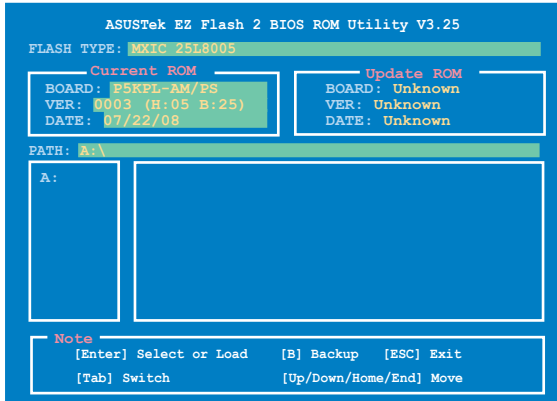 ASUSTek EZ Flash 2 BIOS ROM Utility V3.25
FLASH TYPE: MXIC 25L8005
Current ROM
BOARD: P5KPL-AM/PS
VER: 0003 (H:05 B:25)
DATE: 07/22/08
Update ROM
BOARD: Unknown
VER: Unknown
DATE: Unknown
PATH: A:\
A:
Note
[Enter] Select or Load [B] Backup [ESC] Exit
[Tab] Switch [Up/Down/Home/End] Move